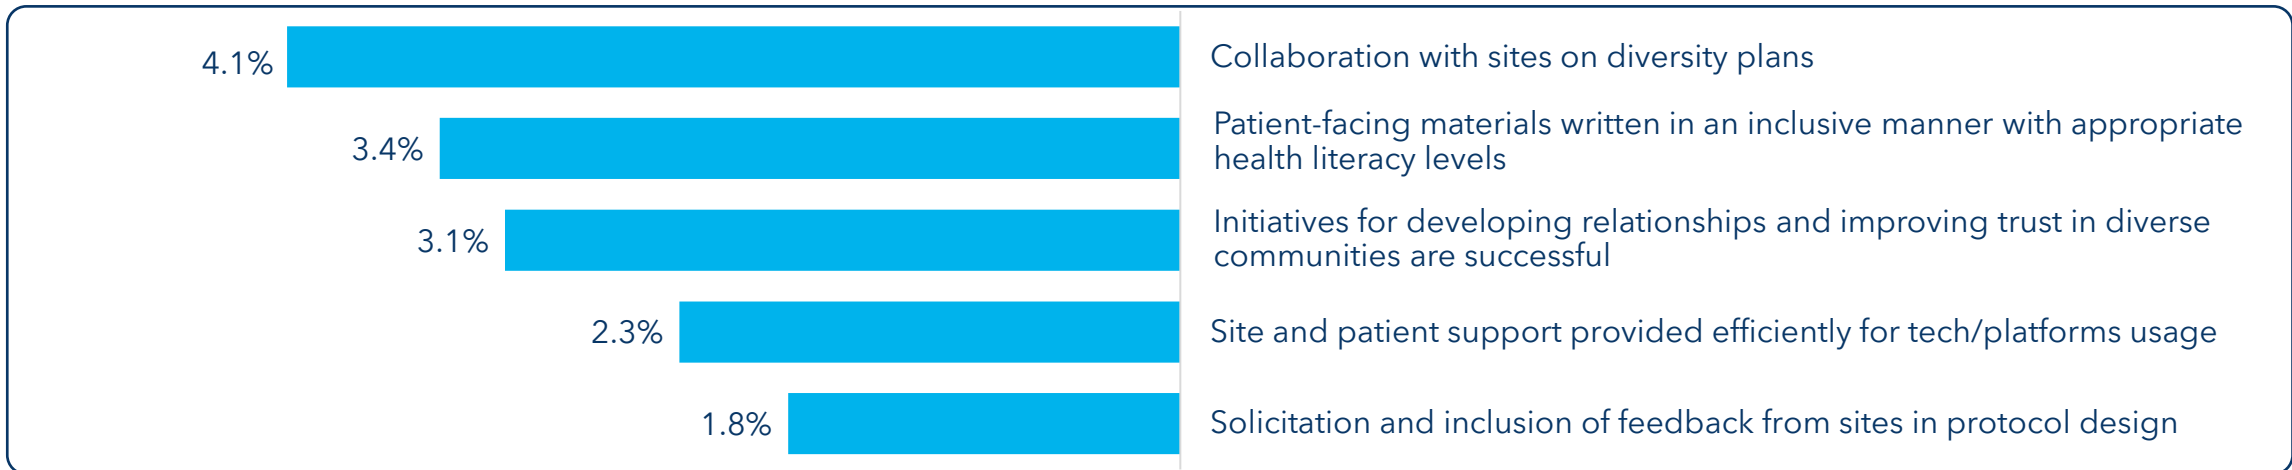 4.1%
Collaboration with sites on diversity plans
3.4%
Patient-facing materials written in an inclusive manner with appropriate
health literacy levels
3.1%
Initiatives for developing relationships and improving trust in diverse
communities are successful
2.3%
Site and patient support provided efficiently for tech/platforms usage
1.8%
Solicitation and inclusion of feedback from sites in protocol design